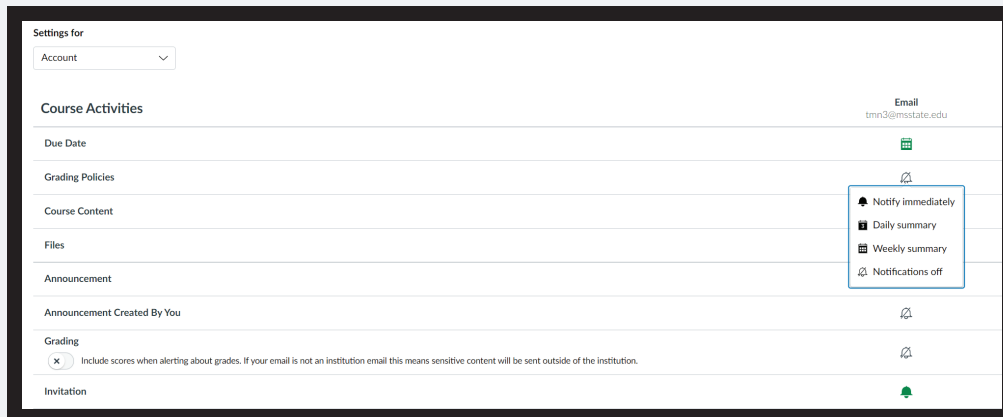 Settings for
Account
Course Activities
Email
tmn3@msstate.edu
Due Date
Grading Policies
Course Content
Notify immediately
Daily summary
Files
Weekly summary
Notifications off
Announcement
Announcement Created By You
Grading
Include scores when alerting about grades. If your email is not an institution email this means sensitive content will be sent outside of the institution.
Invitation